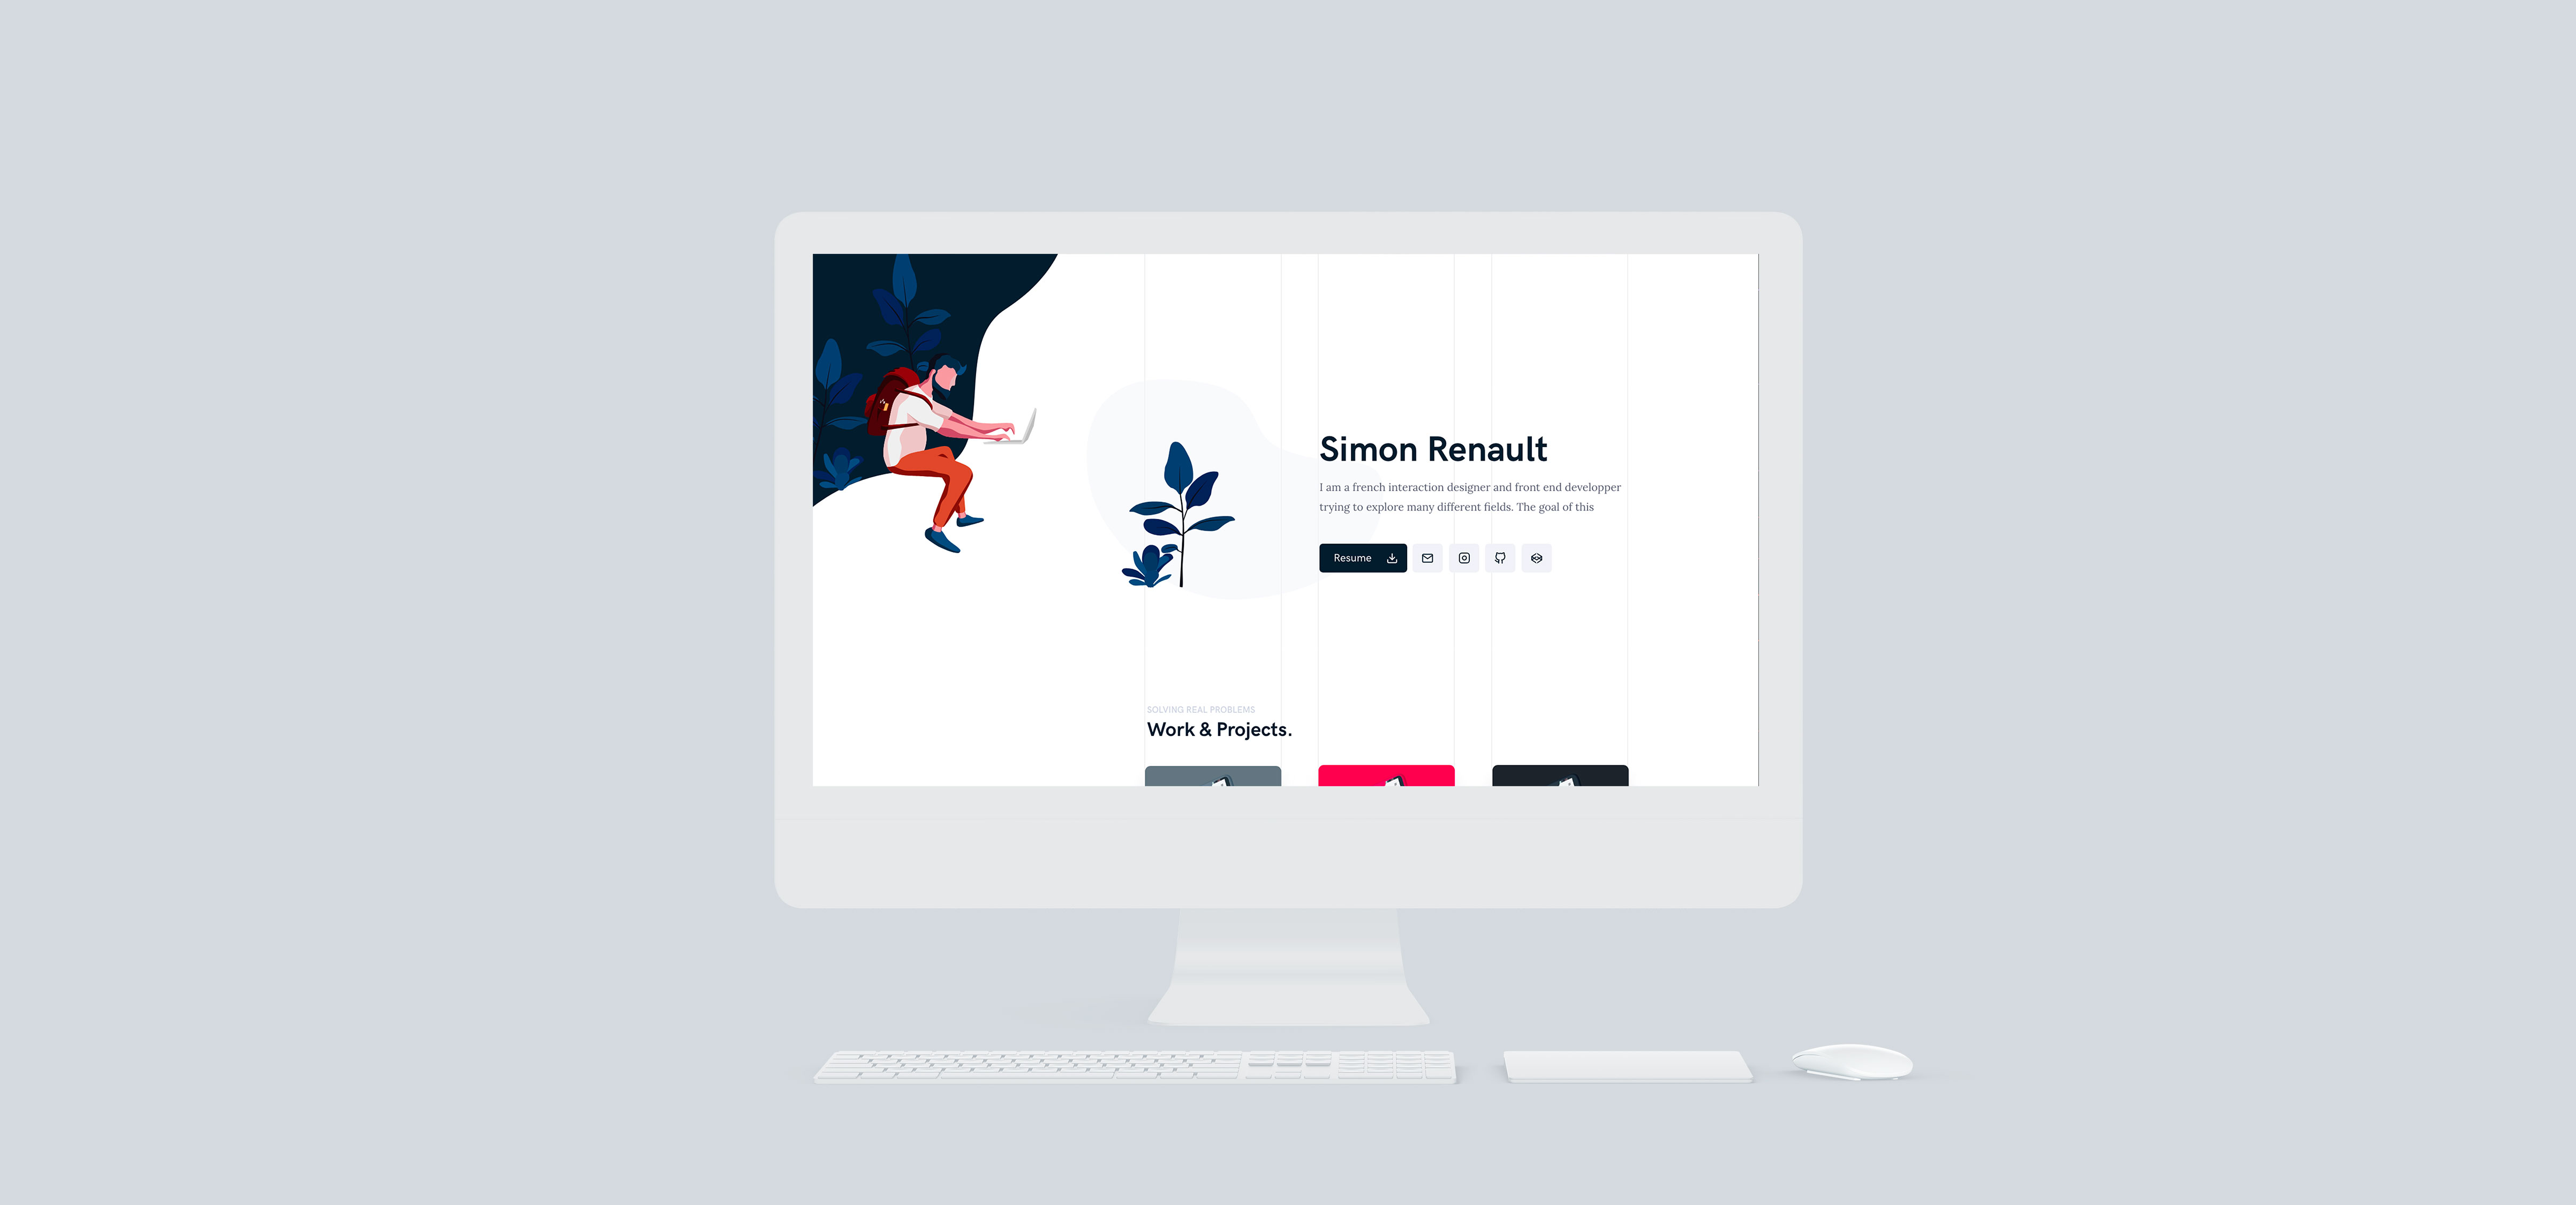 Simon Renault
I am a french interaction designer and front end developper
trying to explore many different fields. The goal of this
Resume
SOLVING REAL PROBLEMS
Work & Projects.